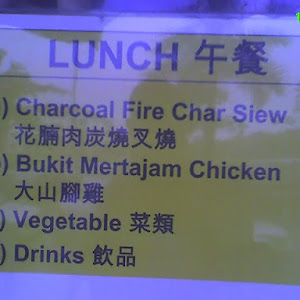 LUNCH 午餐
) Charcoal Fire Char Siew
花腩肉炭燒叉燒
) Bukit Mertajam Chicken
大山腳雞
) Vegetable 菜類
) Drinks 飲品